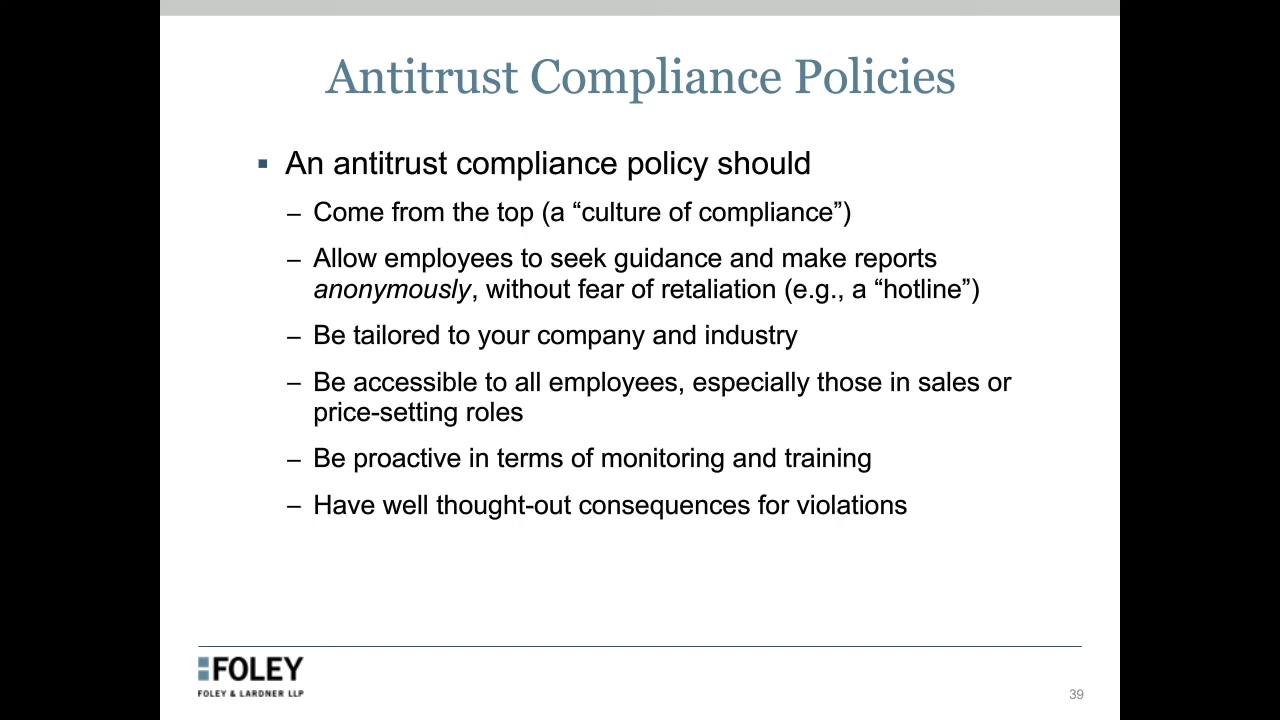 Antitrust Compliance Policies
▪ An antitrust compliance policy should
– Come from the top (a “culture of compliance”)
– Allow employees to seek guidance and make reports
anonymously, without fear of retaliation (e.g., a “hotline”)
– Be tailored to your company and industry
– Be accessible to all employees, especially those in sales or
price-setting roles
– Be proactive in terms of monitoring and training
– Have well thought-out consequences for violations
FOLEY
FOLEY & LARDNER LLP
39